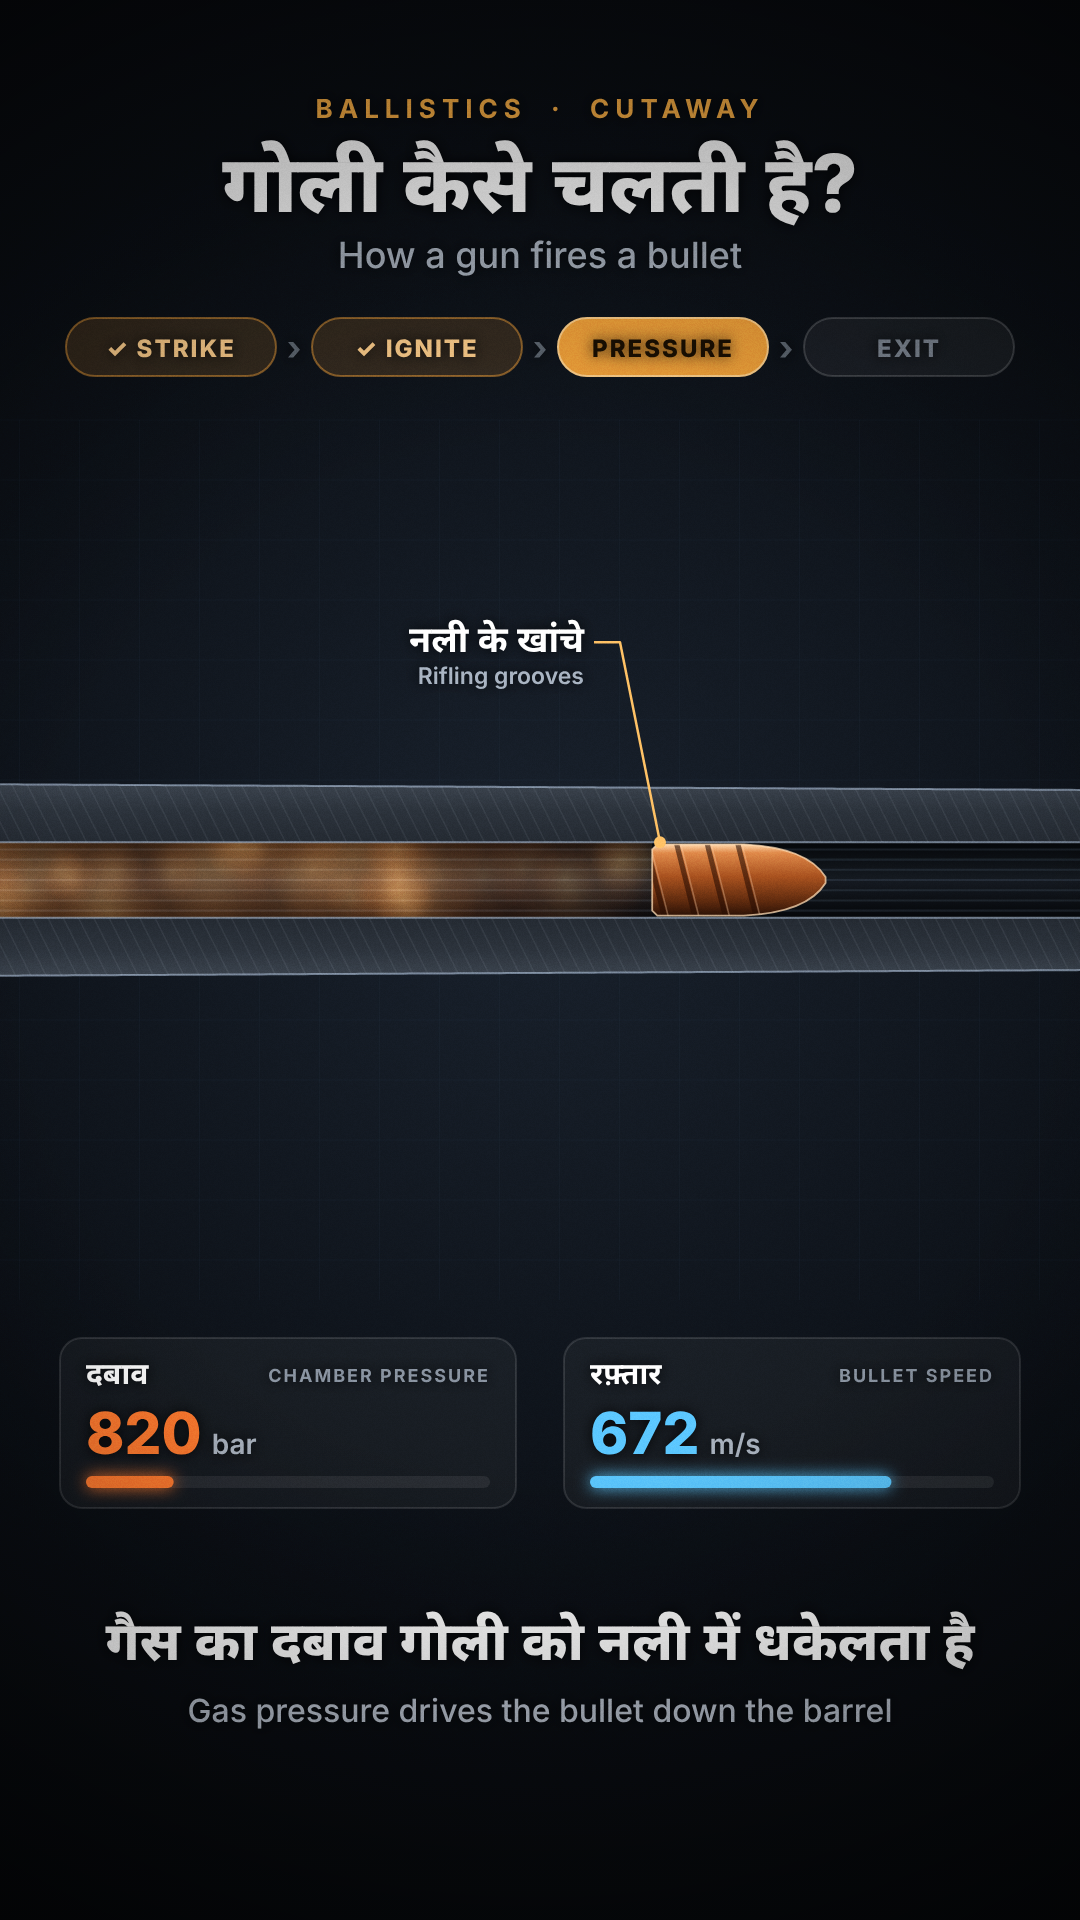 BALLISTICS · CUTAWAY
गोली कैसे चलती है?
How a gun fires a bullet
✓ STRIKE › ✓ IGNITE › PRESSURE › EXIT
नली के खांचे
Rifling grooves
दबाव CHAMBER PRESSURE
820 bar
रफ़्तार BULLET SPEED
672 m/s
गैस का दबाव गोली को नली में धकेलता है
Gas pressure drives the bullet down the barrel